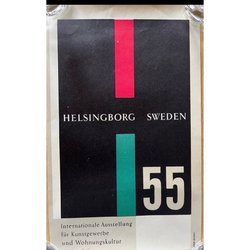 HELSINGBORG SWEDEN
55
Internationale Ausstellung
für Kunstgewerbe
und Wohnungskultur